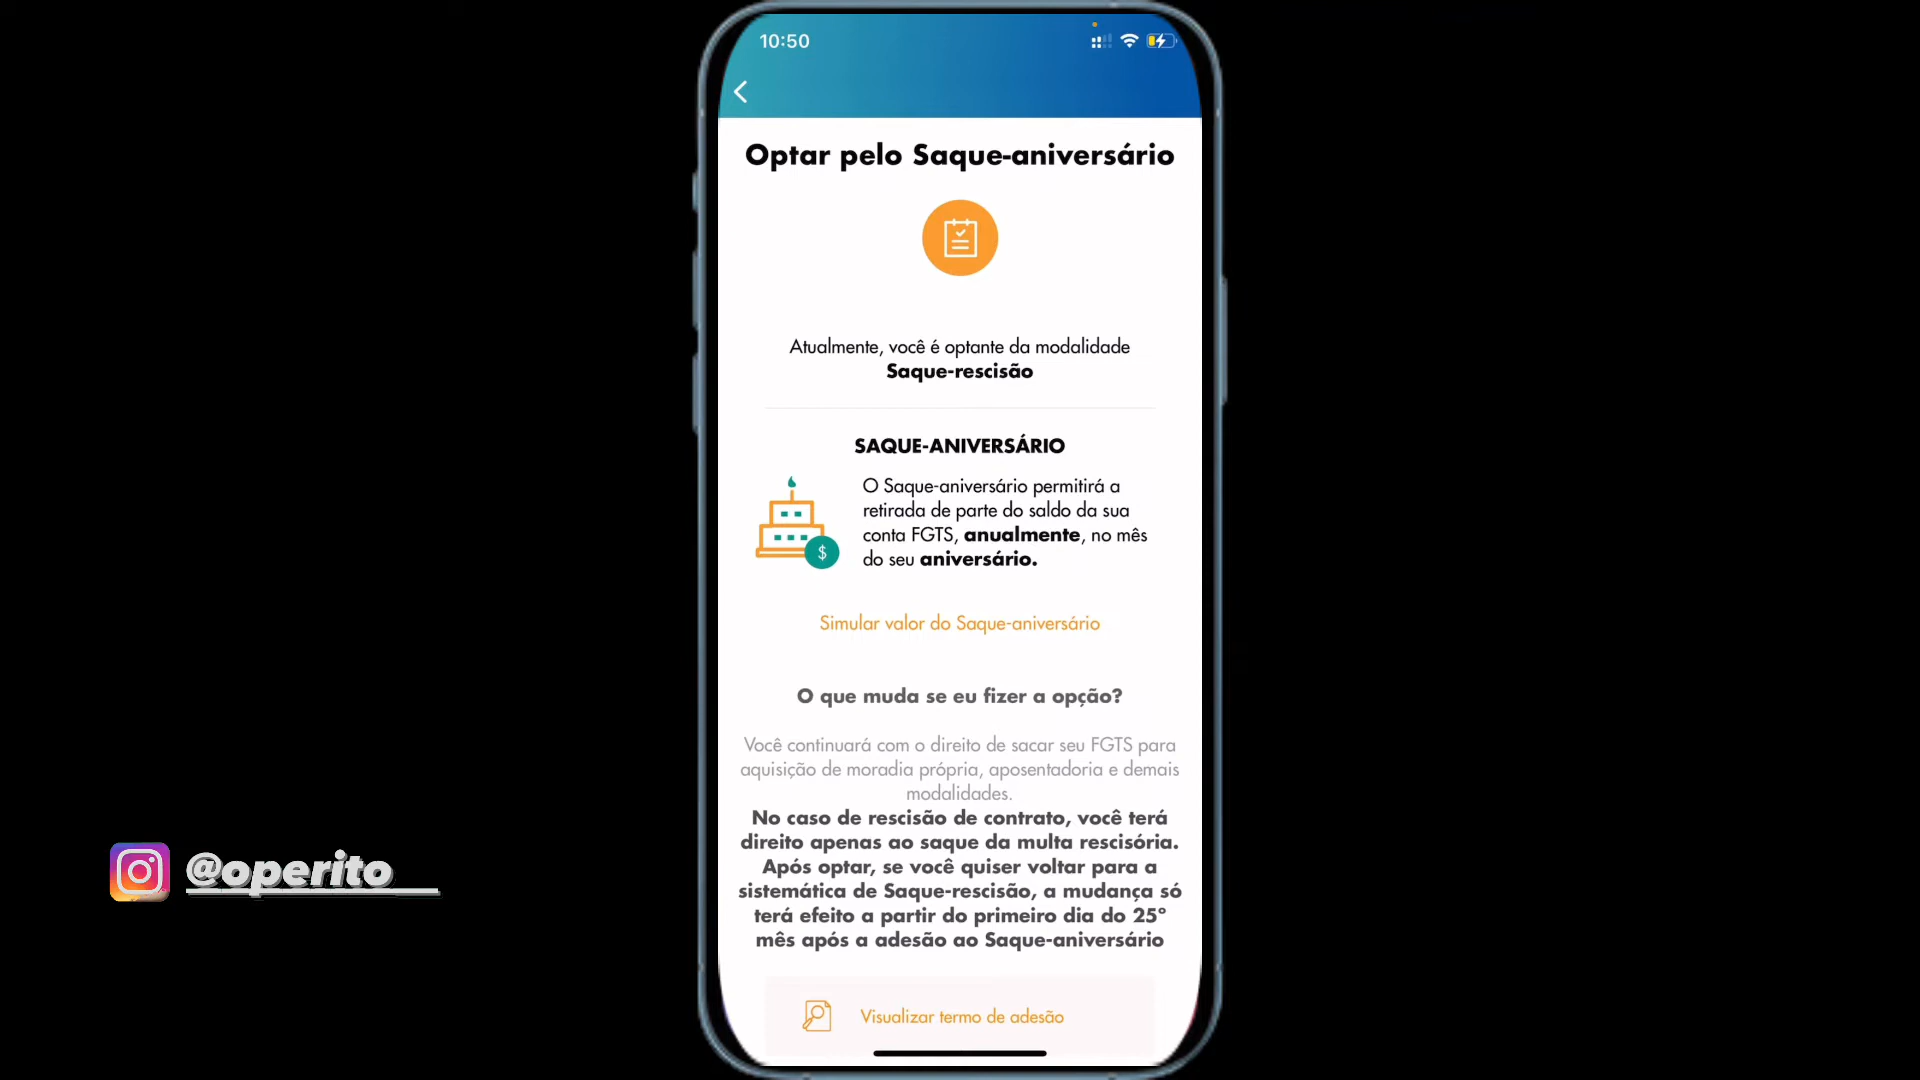 10:50
Optar pelo Saque-aniversário
Atualmente, você é optante da modalidade
Saque-rescisão
SAQUE-ANIVERSÁRIO
O Saque-aniversário permitirá a
retirada de parte do saldo da sua
conta FGTS, anualmente, no mês
do seu aniversário.
$
Simular valor do Saque-aniversário
O que muda se eu fizer a opção?
Você continuará com o direito de sacar seu FGTS para
aquisição de moradia própria, aposentadoria e demais
modalidades.
No caso de rescisão de contrato, você terá
direito apenas ao saque da multa rescisória.
Após optar, se você quiser voltar para a
sistemática de Saque-rescisão, a mudança só
terá efeito a partir do primeiro dia do 25º
mês após a adesão ao Saque-aniversário
Visualizar termo de adesão
@operito__